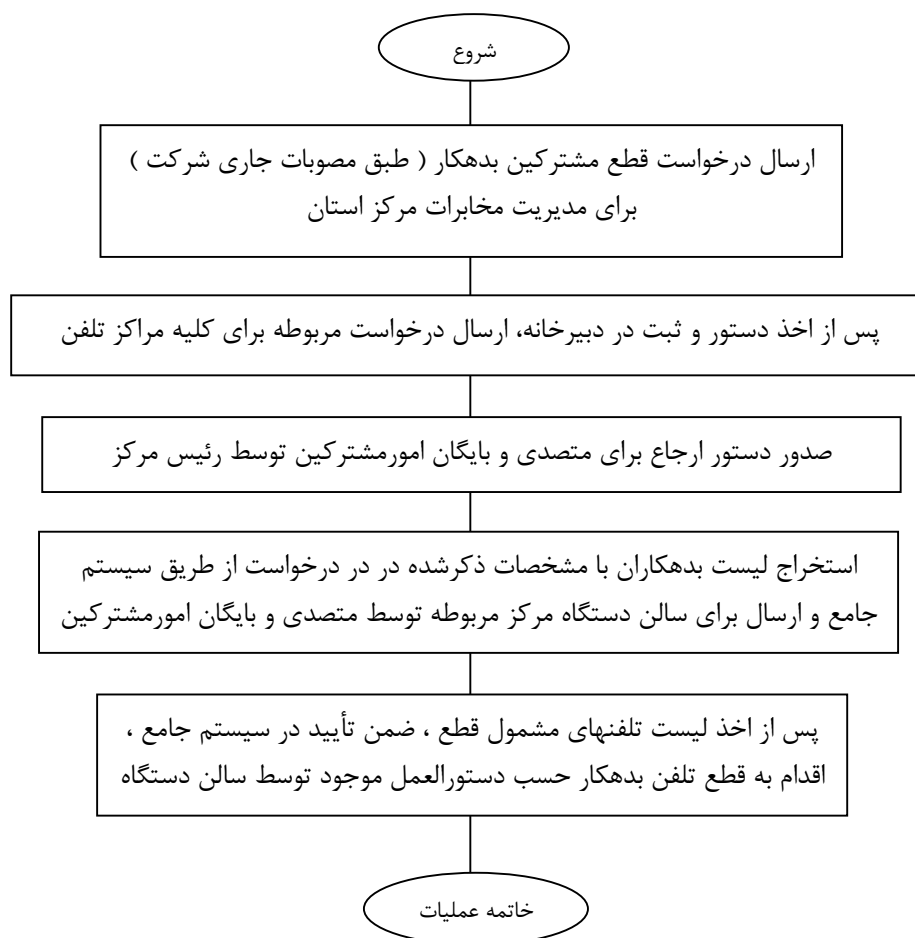 شروع
ارسال درخواست قطع مشترکین بدهکار ( طبق مصوبات جاری شرکت )
برای مدیریت مخابرات مرکز استان
پس از اخذ دستور و ثبت در دبیرخانه، ارسال درخواست مربوطه برای کلیه مراکز تلفن
صدور دستور ارجاع برای متصدی و بایگان امورمشترکین توسط رئیس مرکز
استخراج لیست بدهکاران با مشخصات ذکرشده در در درخواست از طریق سیستم
جامع و ارسال برای سالن دستگاه مرکز مربوطه توسط متصدی و بایگان امورمشترکین
پس از اخذ لیست تلفنهای مشمول قطع ، ضمن تأیید در سیستم جامع ،
اقدام به قطع تلفن بدهکار حسب دستورالعمل موجود توسط سالن دستگاه
خاتمه عملیات